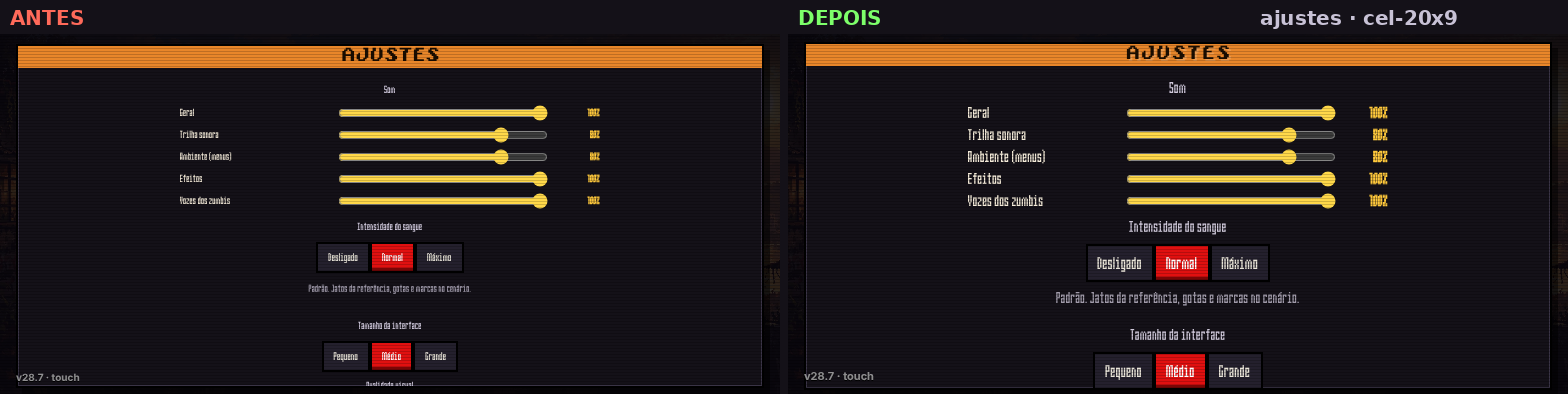 ANTES
AJUSTES
Som
Geral 100%
Trilha sonora 80%
Ambiente (menus) 80%
Efeitos 100%
Vozes dos zumbis 100%
Intensidade do sangue
Desligado Normal Máximo
Padrão. Jatos da referência, gotas e marcas no cenário.
Tamanho da interface
Pequeno Médio Grande
Qualidade visual
v28.7 · touch
DEPOIS ajustes · cel-20x9
AJUSTES
Som
Geral 100%
Trilha sonora 80%
Ambiente (menus) 80%
Efeitos 100%
Vozes dos zumbis 100%
Intensidade do sangue
Desligado Normal Máximo
Padrão. Jatos da referência, gotas e marcas no cenário.
Tamanho da interface
Pequeno Médio Grande
v28.7 · touch